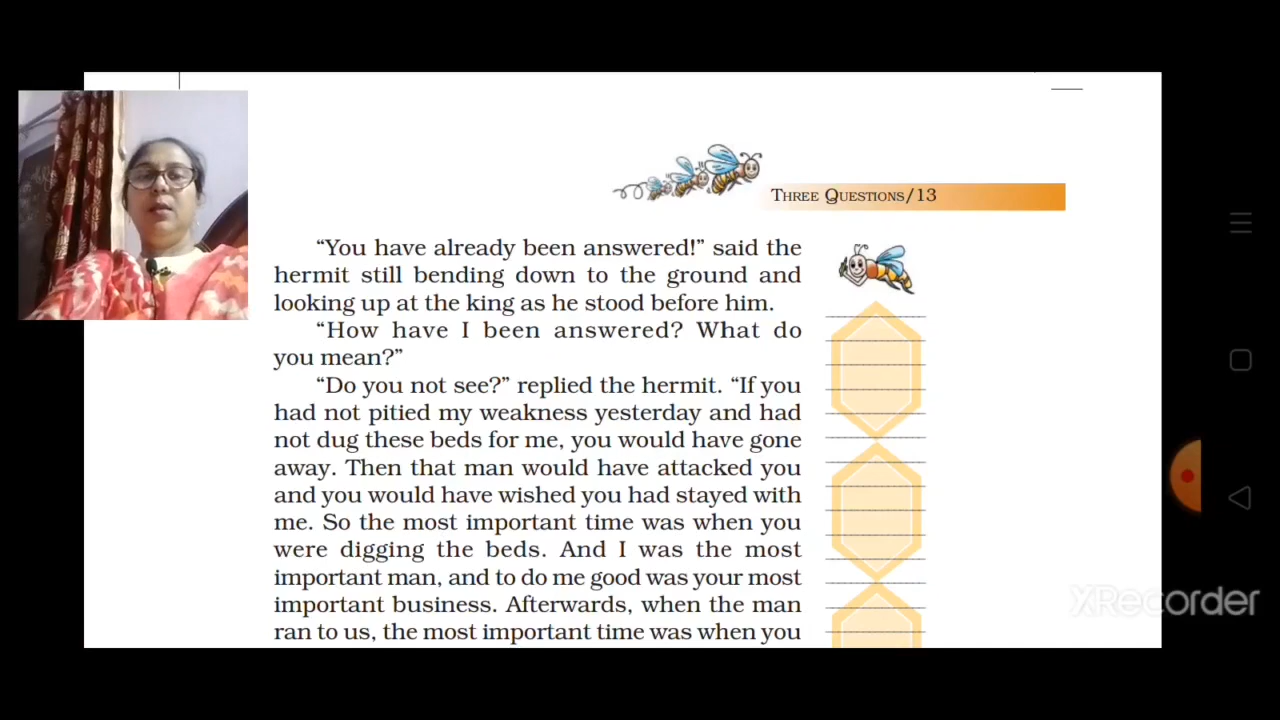 THREE QUESTIONS/13
“You have already been answered!” said the
hermit still bending down to the ground and
looking up at the king as he stood before him.
“How have I been answered? What do
you mean?”
“Do you not see?” replied the hermit. “If you
had not pitied my weakness yesterday and had
not dug these beds for me, you would have gone
away. Then that man would have attacked you
and you would have wished you had stayed with
me. So the most important time was when you
were digging the beds. And I was the most
important man, and to do me good was your most
important business. Afterwards, when the man
ran to us, the most important time was when you
XRecorder